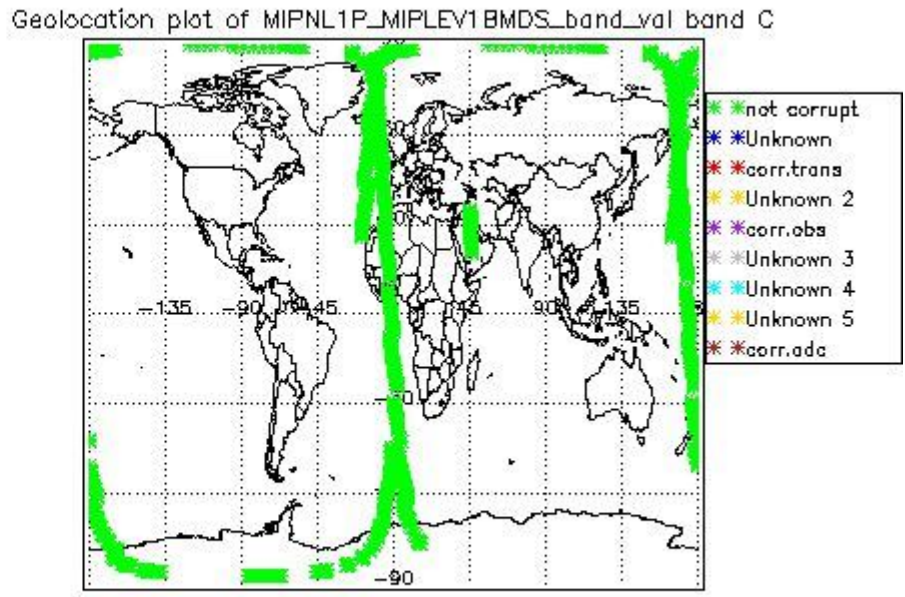 Geolocation plot of MIPNL1P_MIPLEV1BMDS_band_val band C
not corrupt
Unknown
corr.trans
Unknown 2
corr.obs
Unknown 3
Unknown 4
Unknown 5
corr.adc
-135
-90
45
45
90
135
-90